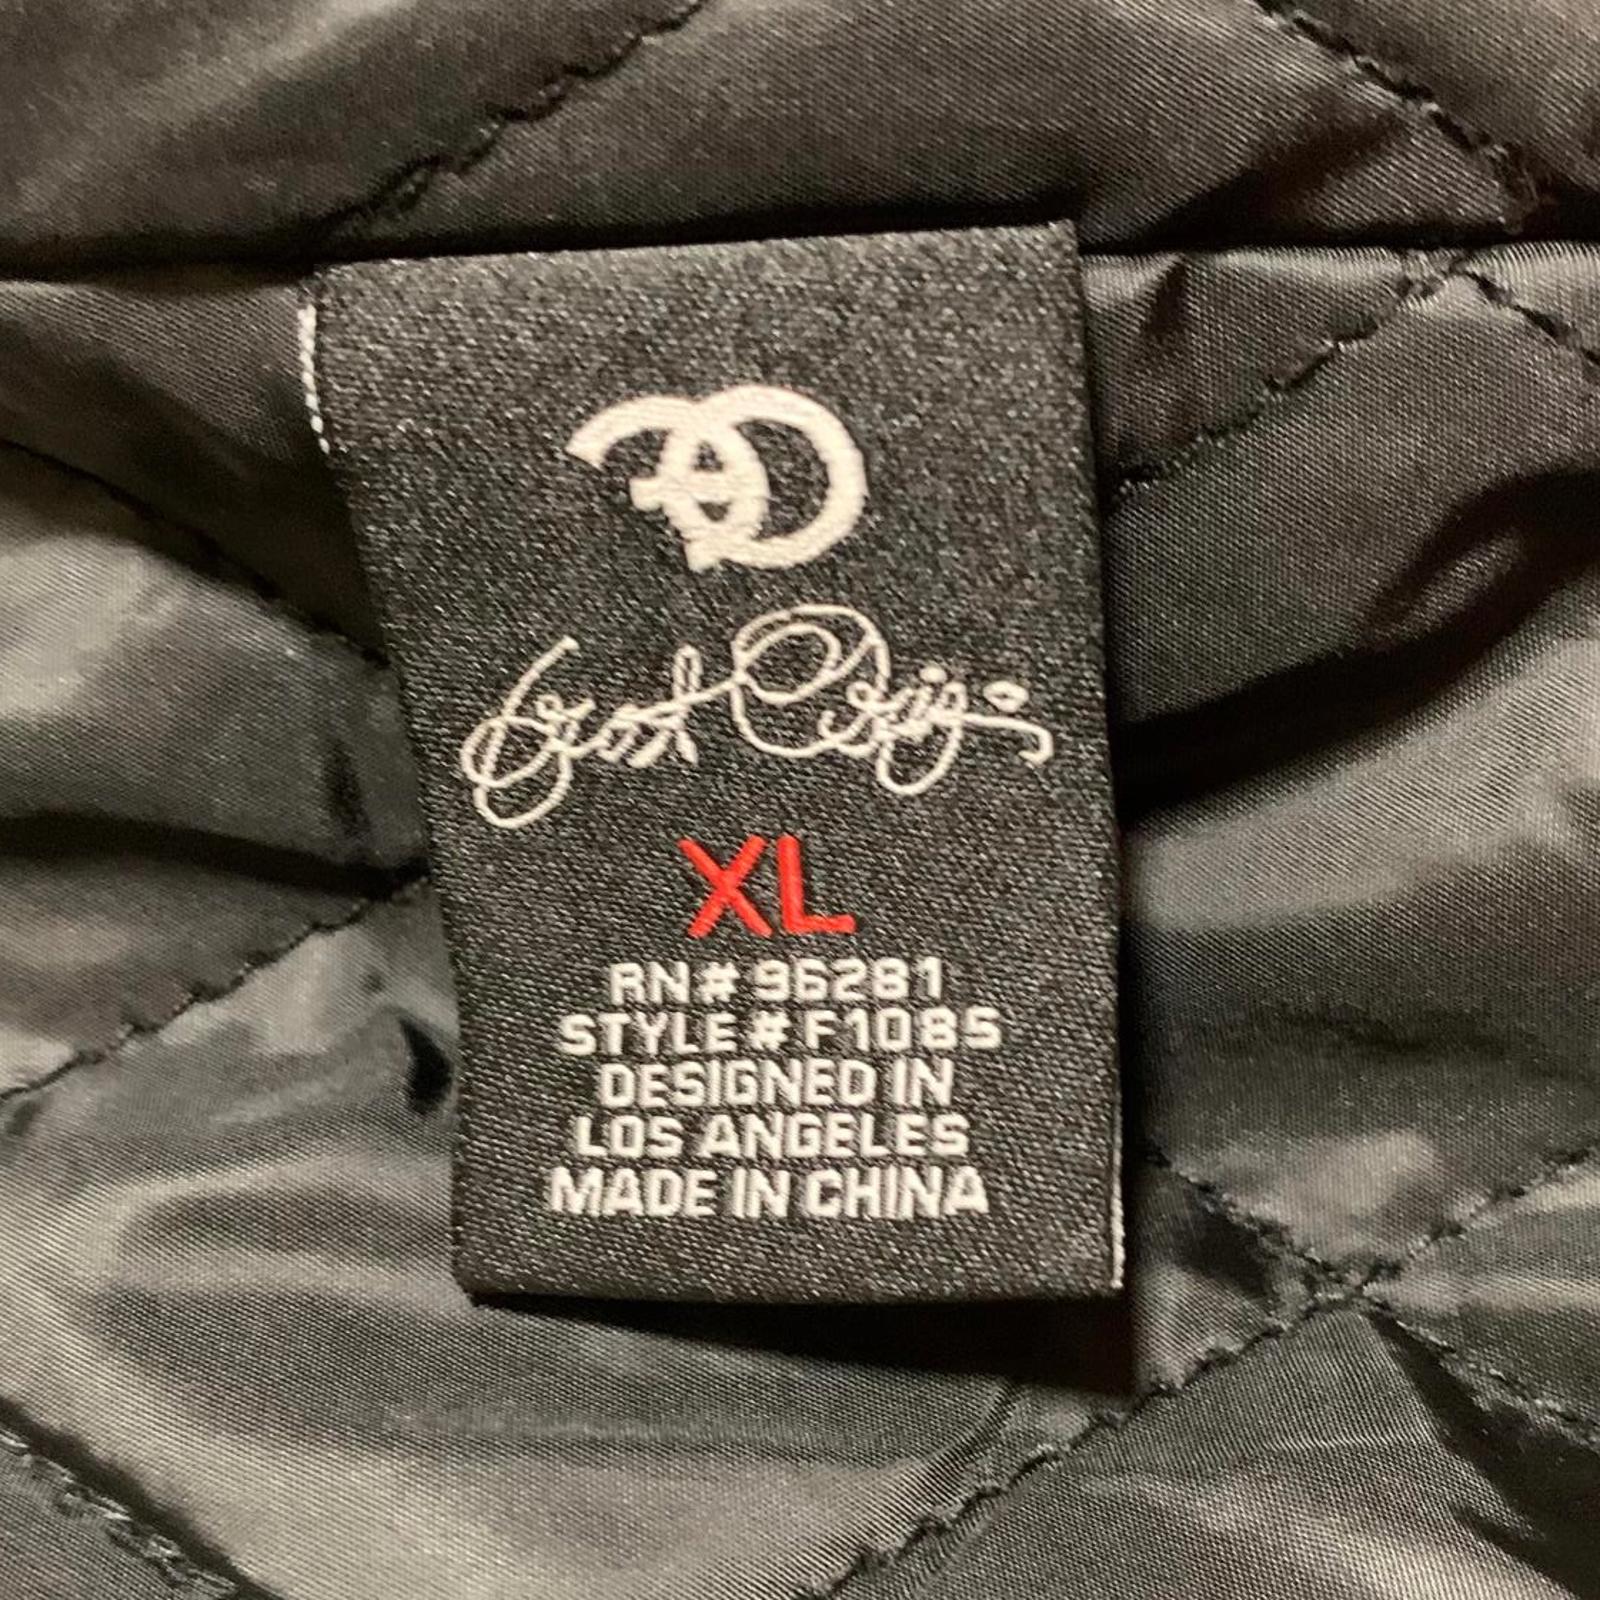 XL
RN# 96281
STYLE # F1085
DESIGNED IN
LOS ANGELES
MADE IN CHINA